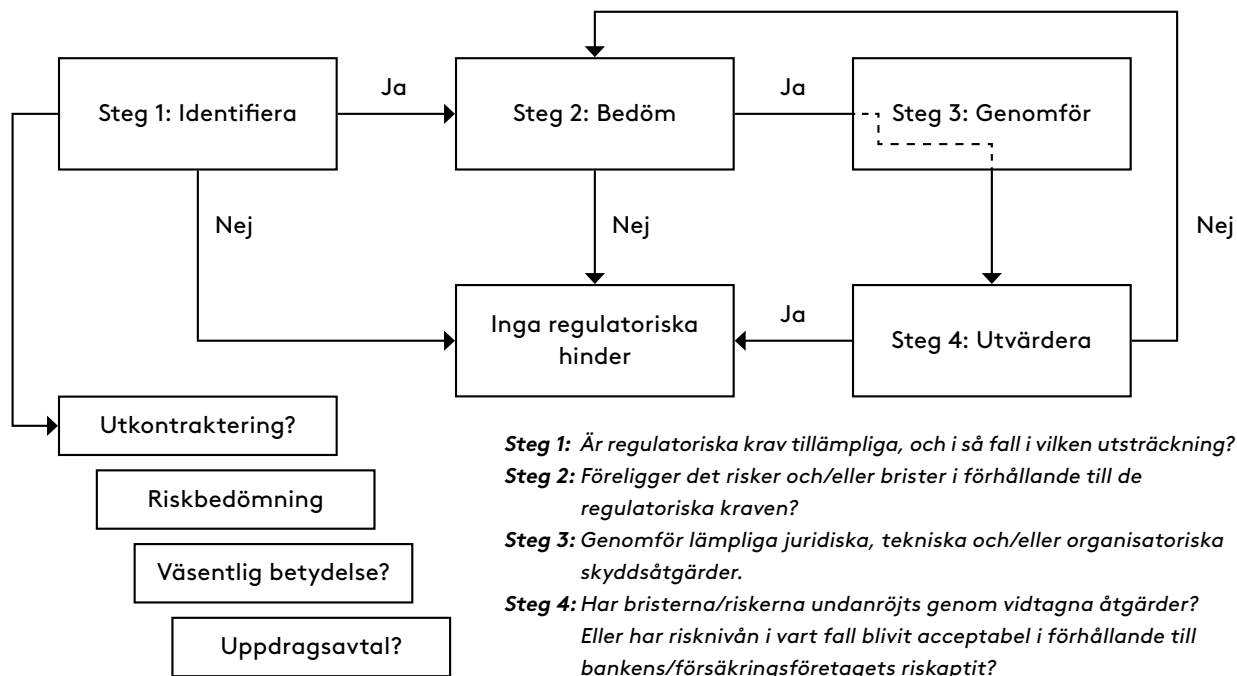 Steg 1: Identifiera
Ja
Steg 2: Bedöm
Ja
Steg 3: Genomför
Nej
Nej
Nej
Inga regulatoriska
hinder
Ja
Steg 4: Utvärdera
Utkontraktering?
Riskbedömning
Väsentlig betydelse?
Uppdragsavtal?
Steg 1: Är regulatoriska krav tillämpliga, och i så fall i vilken utsträckning?
Steg 2: Föreligger det risker och/eller brister i förhållande till de
regulatoriska kraven?
Steg 3: Genomför lämpliga juridiska, tekniska och/eller organisatoriska
skyddsåtgärder.
Steg 4: Har bristerna/riskerna undanröjts genom vidtagna åtgärder?
Eller har risknivån i vart fall blivit acceptabel i förhållande till
bankens/försäkringsföretagets riskaptit?